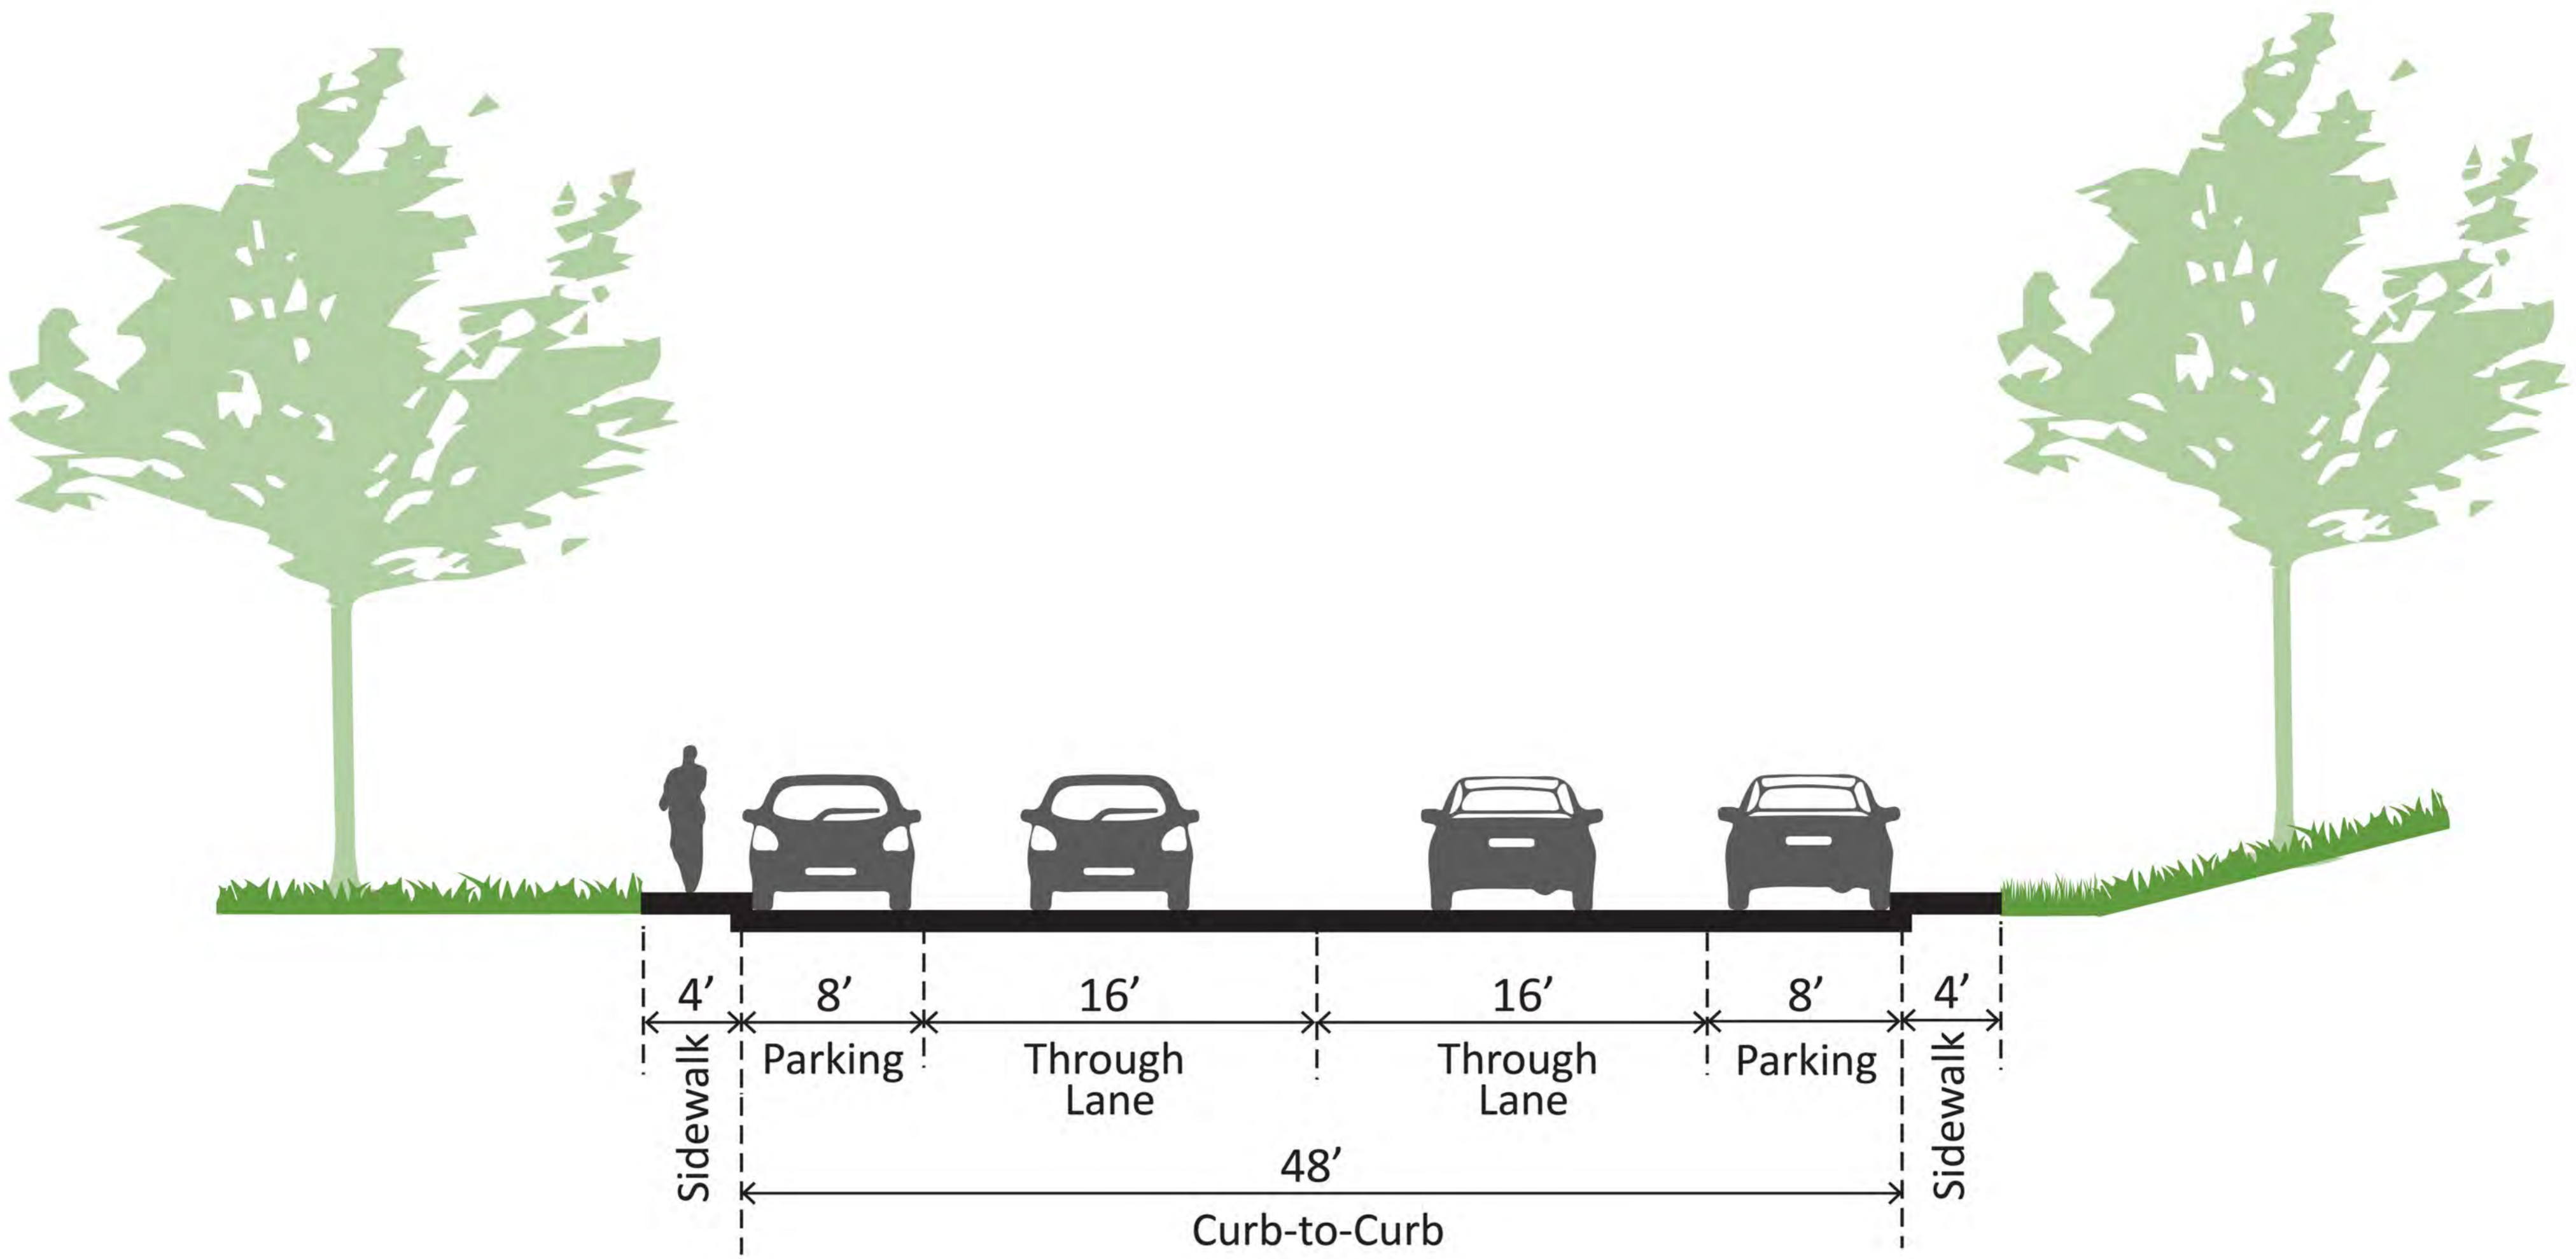 4’ 8’ 16’ 16’ 8’ 4’
Sidewalk
Parking
Through
Lane
Through
Lane
Parking
Sidewalk
48’
Curb-to-Curb